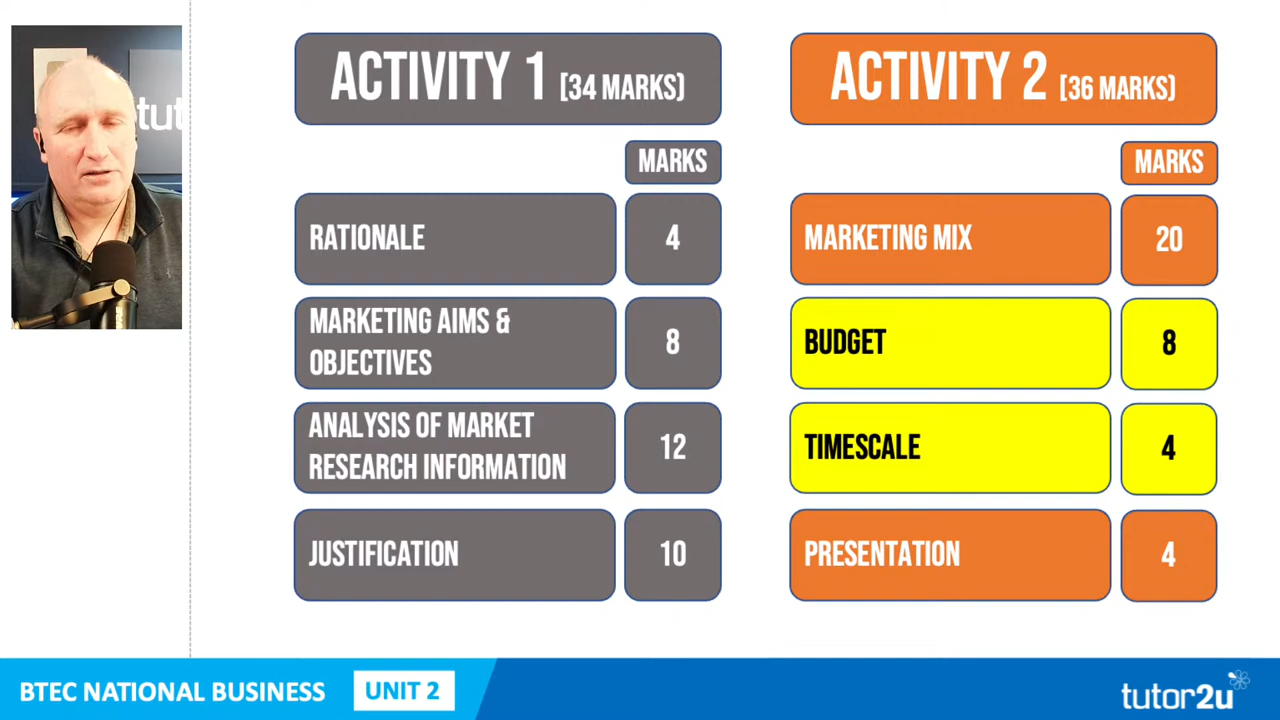 tut
ACTIVITY 1 [34 MARKS]
MARKS
RATIONALE 4
MARKETING AIMS &
OBJECTIVES 8
ANALYSIS OF MARKET
RESEARCH INFORMATION 12
JUSTIFICATION 10
ACTIVITY 2 [36 MARKS]
MARKS
MARKETING MIX 20
BUDGET 8
TIMESCALE 4
PRESENTATION 4
BTEC NATIONAL BUSINESS UNIT 2
tutor2u